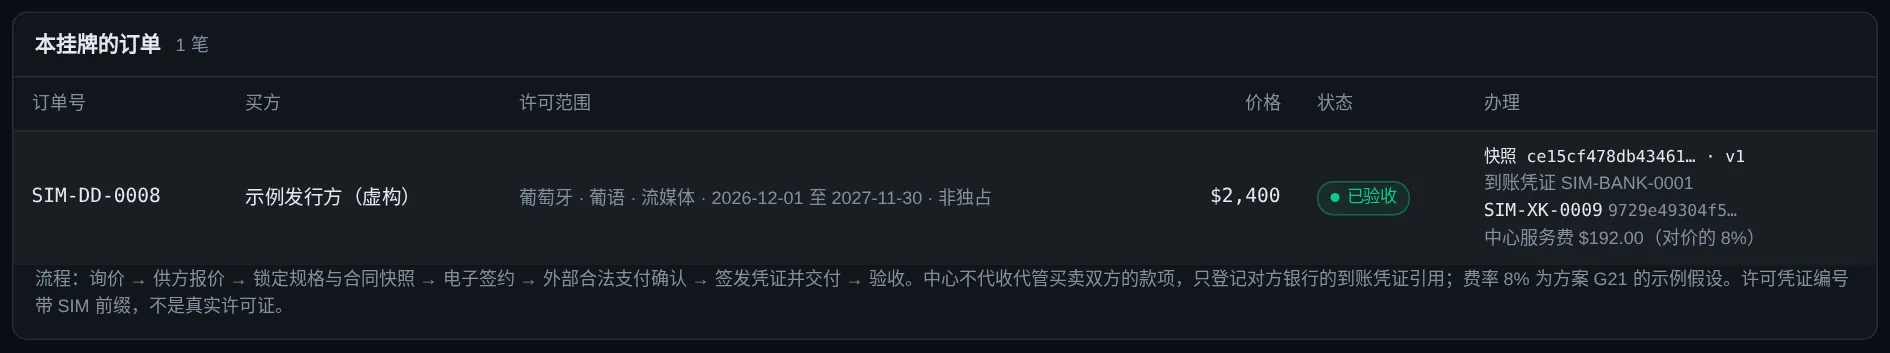 本挂牌的订单 1 笔
订单号 买方 许可范围 价格 状态 办理
SIM-DD-0008 示例发行方（虚构） 葡萄牙 · 葡语 · 流媒体 · 2026-12-01 至 2027-11-30 · 非独占 $2,400 已验收
快照 ce15cf478db43461… · v1
到账凭证 SIM-BANK-0001
SIM-XK-0009 9729e49304f5…
中心服务费 $192.00（对价的 8%）
流程：询价 → 供方报价 → 锁定规格与合同快照 → 电子签约 → 外部合法支付确认 → 签发凭证并交付 → 验收。中心不代收代管买卖双方的款项，只登记对方银行的到账凭证引用；费率 8% 为方案 G21 的示例假设。许可凭证编号
带 SIM 前缀，不是真实许可证。